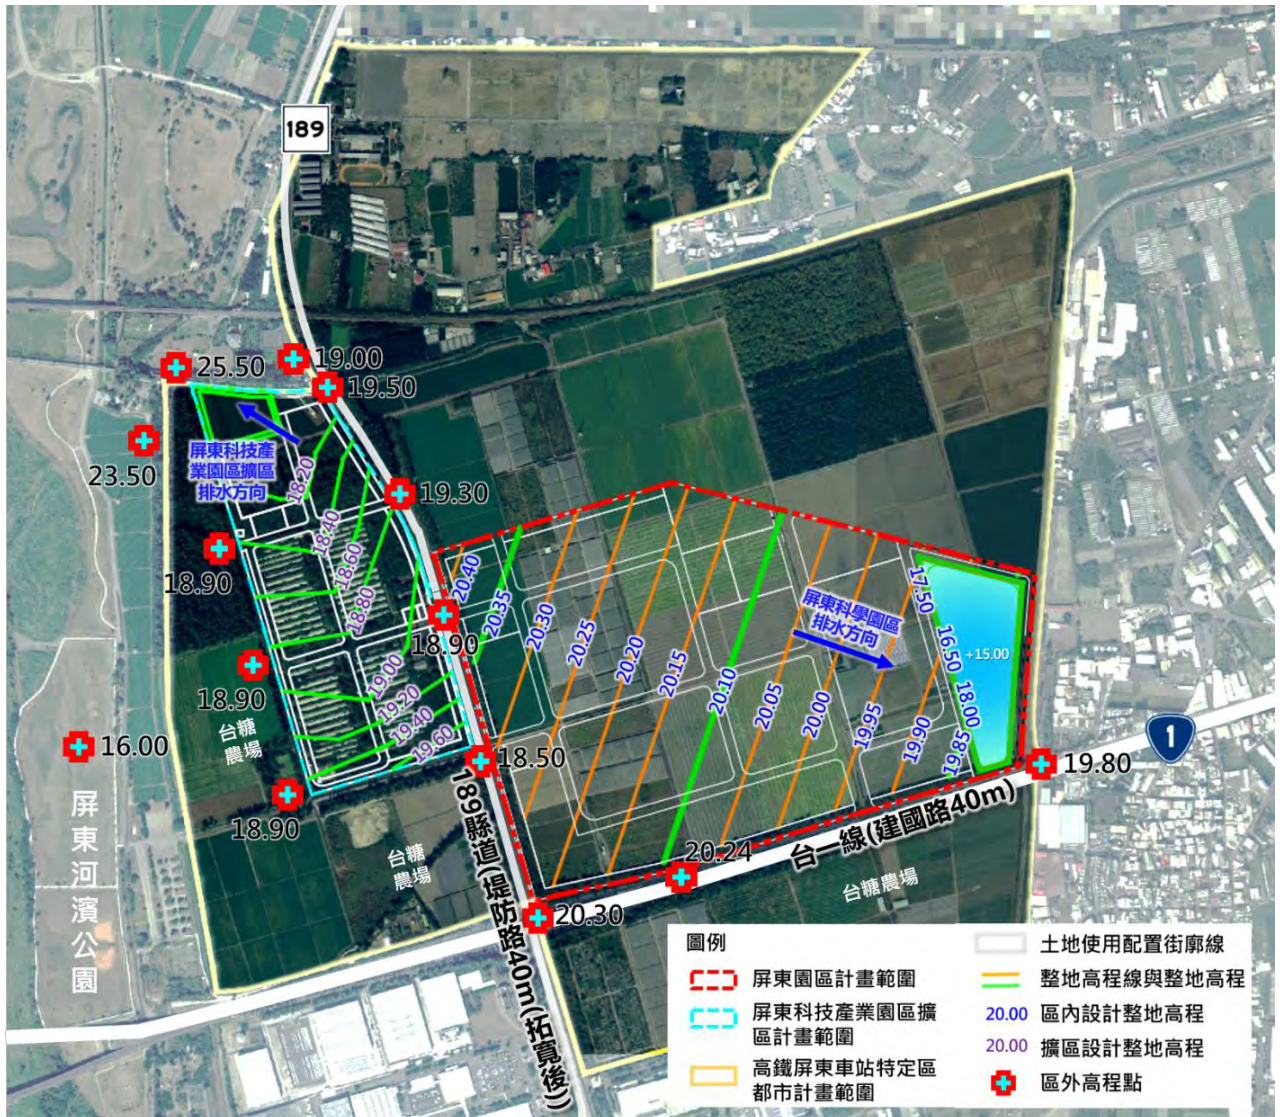 189
19.00
25.50
19.50
23.50
屏東科技產
業園區擴區
排水方向
18.20
19.30
18.40
18.60
18.80
18.90
18.90
18.90
19.00
19.20
19.40
19.60
18.90
台糖
農場
16.00
屏東河濱公園
20.40
20.35
20.30
20.25
20.20
20.15
20.10
20.05
20.00
19.95
19.90
19.85
屏東科學園區
排水方向
17.50
16.50
18.00
+15.00
1
19.80
18.50
189縣道(堤防路40m(拓寬後))
台一線(建國路40m)
20.24
20.30
台糖
農場
台糖農場
圖例
屏東園區計畫範圍
屏東科技產業園區擴
區計畫範圍
高鐵屏東車站特定區
都市計畫範圍
土地使用配置街廓線
整地高程線與整地高程
20.00 區內設計整地高程
20.00 擴區設計整地高程
區外高程點